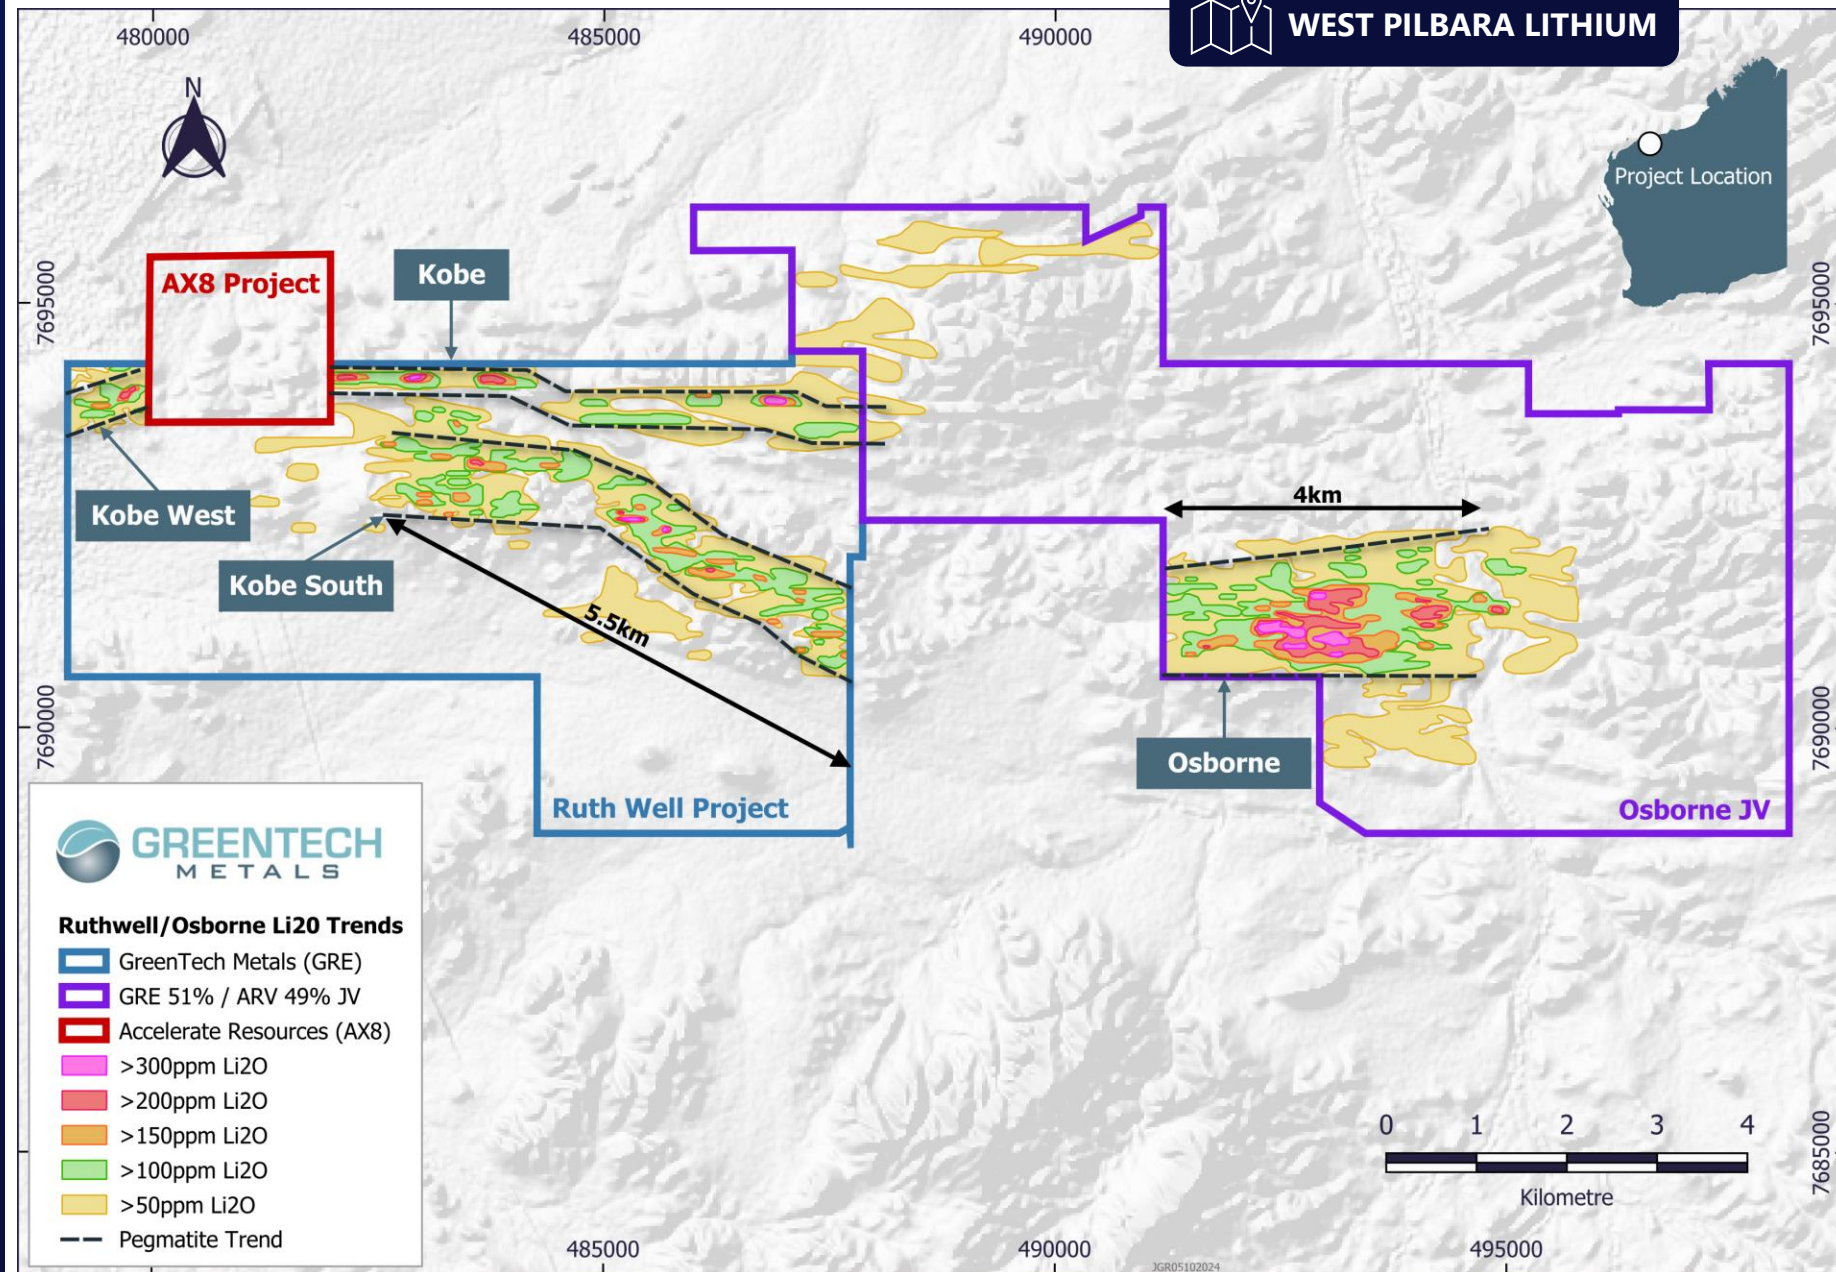 WEST PILBARA LITHIUM
480000
485000
490000
N
Project Location
7695000
7695000
AX8 Project
Kobe
Kobe West
Kobe South
5.5km
4km
Osborne
7690000
7690000
Ruth Well Project
Osborne JV
GREENTECH
METALS
Ruthwell/Osborne Li20 Trends
GreenTech Metals (GRE)
GRE 51% / ARV 49% JV
Accelerate Resources (AX8)
>300ppm Li2O
>200ppm Li2O
>150ppm Li2O
>100ppm Li2O
>50ppm Li2O
Pegmatite Trend
0 1 2 3 4
Kilometre
7685000
485000
490000
495000
JGR05102024